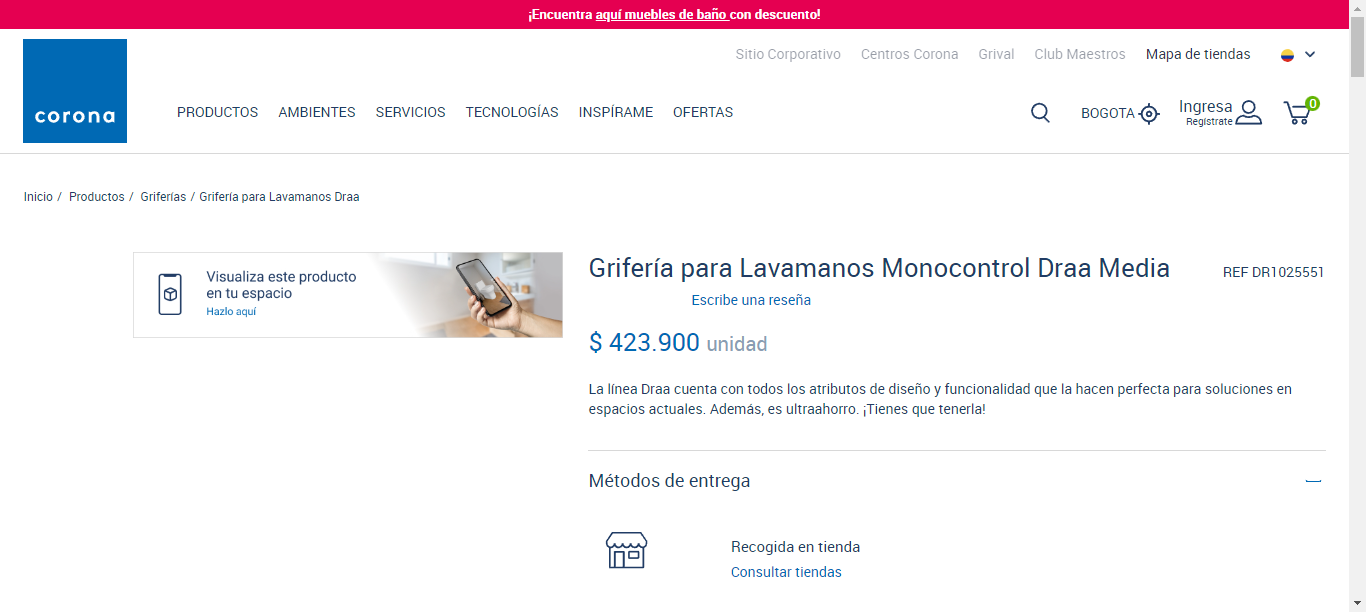 ¡Encuentra aquí muebles de baño con descuento!
Sitio Corporativo Centros Corona Grival Club Maestros Mapa de tiendas
corona
PRODUCTOS AMBIENTES SERVICIOS TECNOLOGÍAS INSPÍRAME OFERTAS
BOGOTA
Ingresa
Regístrate
0
Inicio / Productos / Griferías / Grifería para Lavamanos Draa
Visualiza este producto
en tu espacio
Hazlo aquí
Grifería para Lavamanos Monocontrol Draa Media
REF DR1025551
Escribe una reseña
$ 423.900 unidad
La línea Draa cuenta con todos los atributos de diseño y funcionalidad que la hacen perfecta para soluciones en
espacios actuales. Además, es ultraahorro. ¡Tienes que tenerla!
Métodos de entrega
Recogida en tienda
Consultar tiendas